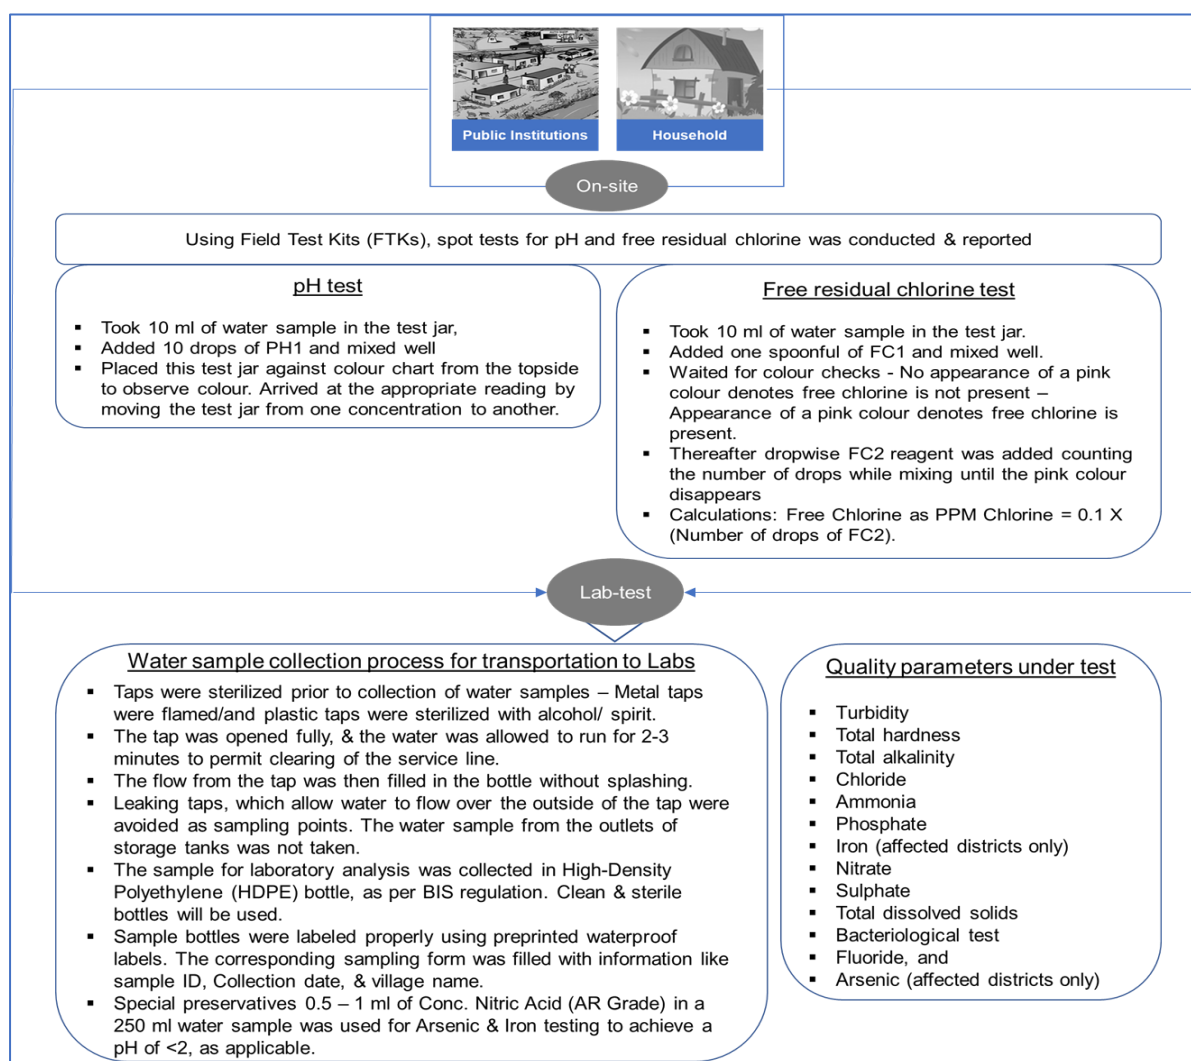 Public Institutions
Household
On-site
Using Field Test Kits (FTKs), spot tests for pH and free residual chlorine was conducted & reported
pH test
▪ Took 10 ml of water sample in the test jar,
▪ Added 10 drops of PH1 and mixed well
▪ Placed this test jar against colour chart from the topside
to observe colour. Arrived at the appropriate reading by
moving the test jar from one concentration to another.
Free residual chlorine test
▪ Took 10 ml of water sample in the test jar.
▪ Added one spoonful of FC1 and mixed well.
▪ Waited for colour checks - No appearance of a pink
colour denotes free chlorine is not present –
Appearance of a pink colour denotes free chlorine is
present.
▪ Thereafter dropwise FC2 reagent was added counting
the number of drops while mixing until the pink colour
disappears
▪ Calculations: Free Chlorine as PPM Chlorine = 0.1 X
(Number of drops of FC2).
Lab-test
Water sample collection process for transportation to Labs
▪ Taps were sterilized prior to collection of water samples – Metal taps
were flamed/and plastic taps were sterilized with alcohol/ spirit.
▪ The tap was opened fully, & the water was allowed to run for 2-3
minutes to permit clearing of the service line.
▪ The flow from the tap was then filled in the bottle without splashing.
▪ Leaking taps, which allow water to flow over the outside of the tap were
avoided as sampling points. The water sample from the outlets of
storage tanks was not taken.
▪ The sample for laboratory analysis was collected in High-Density
Polyethylene (HDPE) bottle, as per BIS regulation. Clean & sterile
bottles will be used.
▪ Sample bottles were labeled properly using preprinted waterproof
labels. The corresponding sampling form was filled with information like
sample ID, Collection date, & village name.
▪ Special preservatives 0.5 – 1 ml of Conc. Nitric Acid (AR Grade) in a
250 ml water sample was used for Arsenic & Iron testing to achieve a
pH of <2, as applicable.
Quality parameters under test
▪ Turbidity
▪ Total hardness
▪ Total alkalinity
▪ Chloride
▪ Ammonia
▪ Phosphate
▪ Iron (affected districts only)
▪ Nitrate
▪ Sulphate
▪ Total dissolved solids
▪ Bacteriological test
▪ Fluoride, and
▪ Arsenic (affected districts only)